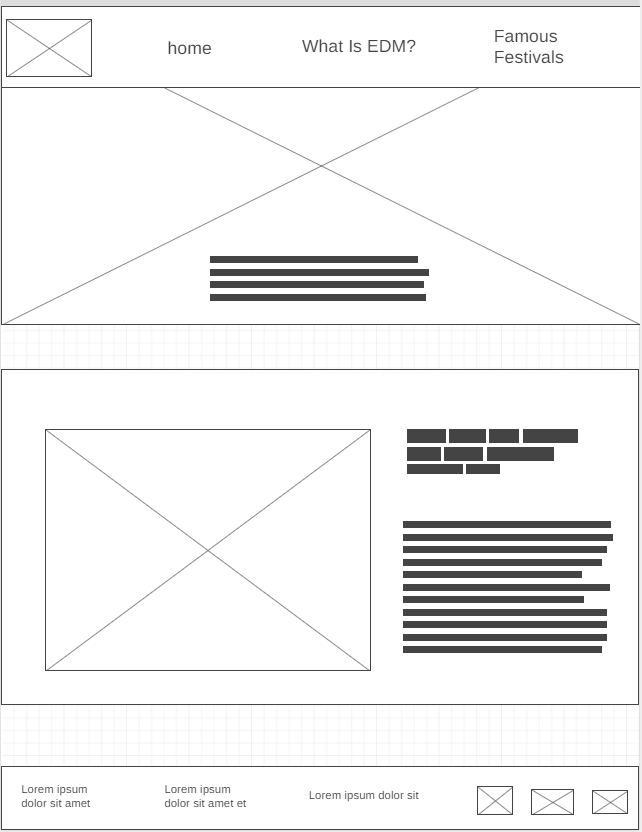 home
What Is EDM?
Famous
Festivals
Lorem ipsum
dolor sit amet
Lorem ipsum
dolor sit amet et
Lorem ipsum dolor sit